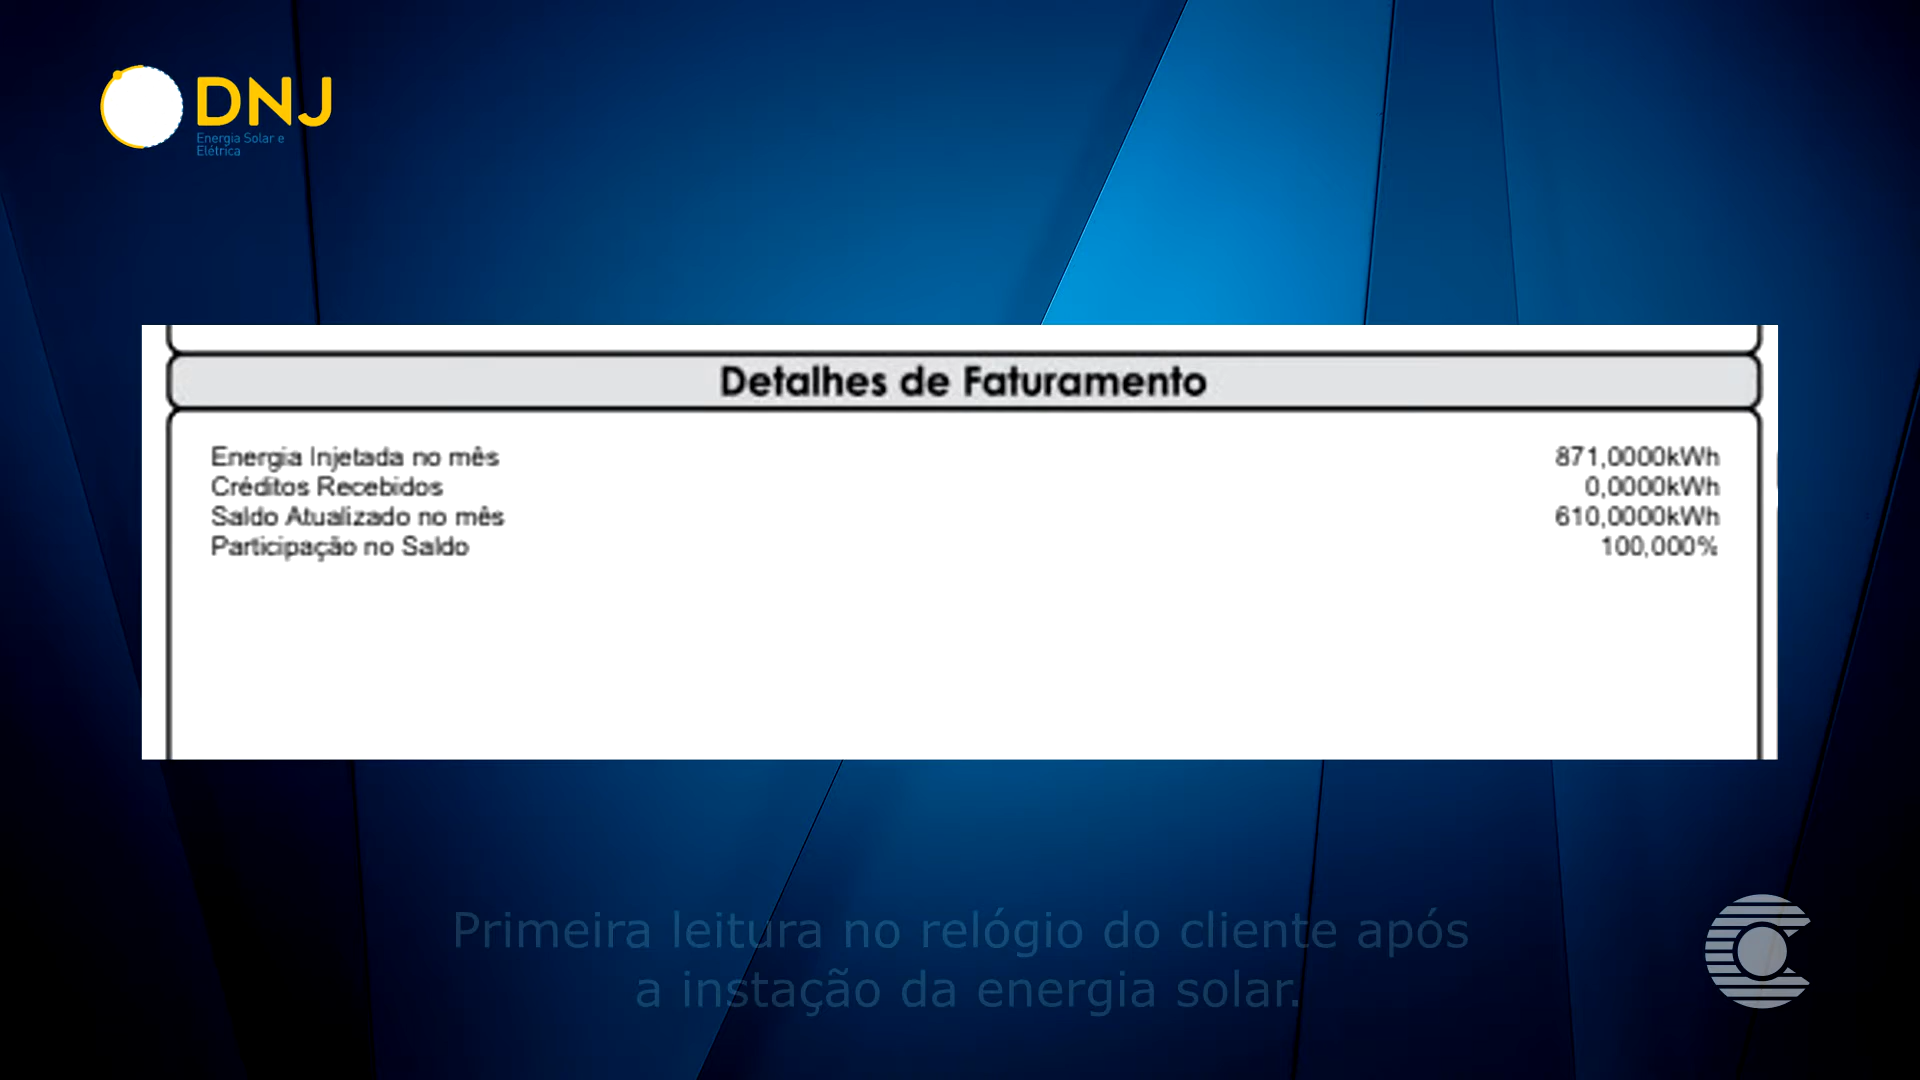 DNJ
Energia Solar e
Elétrica
Detalhes de Faturamento
Energia Injetada no mês 871,0000kWh
Créditos Recebidos 0,0000kWh
Saldo Atualizado no mês 610,0000kWh
Participação no Saldo 100,000%
Primeira leitura no relógio do cliente após
a instação da energia solar.